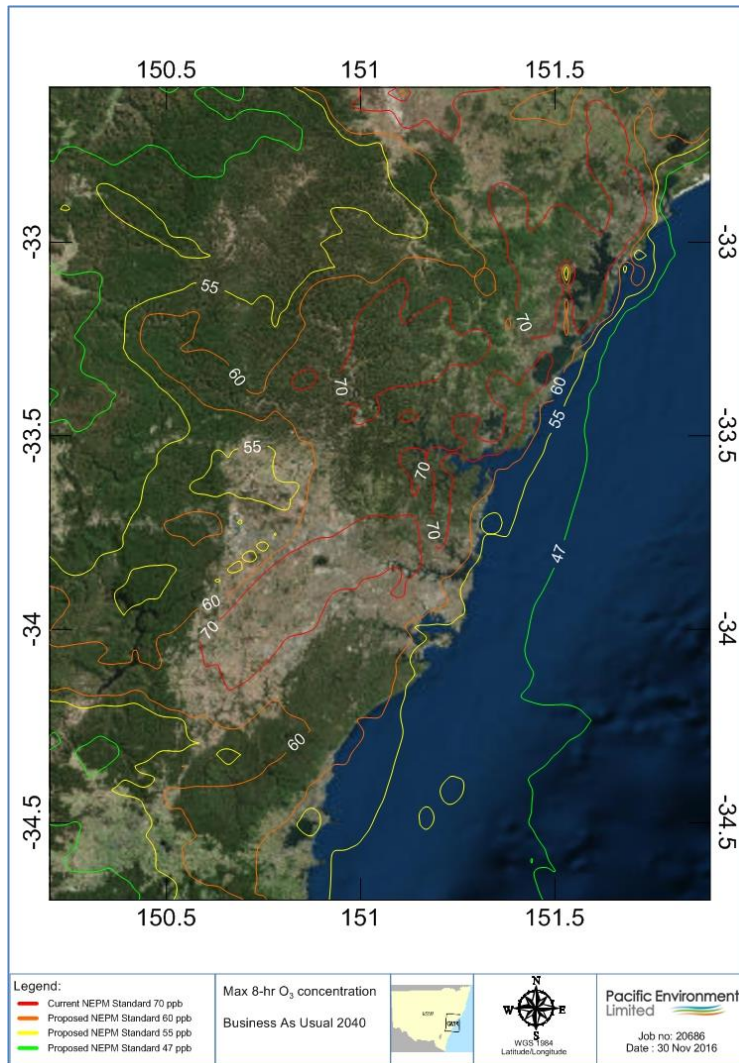 150.5 151 151.5
-33 -33
55
70
60
60
70
55
-33.5 55 -33.5
70
70
47
60
-34 70 -34
60
-34.5 -34.5
150.5 151 151.5
Legend:
Current NEPM Standard 70 ppb
Proposed NEPM Standard 60 ppb
Proposed NEPM Standard 55 ppb
Proposed NEPM Standard 47 ppb
Max 8-hr O₃ concentration
Business As Usual 2040
N
W E
S
WGS 1984
Latitude/Longitude
Pacific Environment
Limited
Job no: 20686
Date : 30 Nov 2016